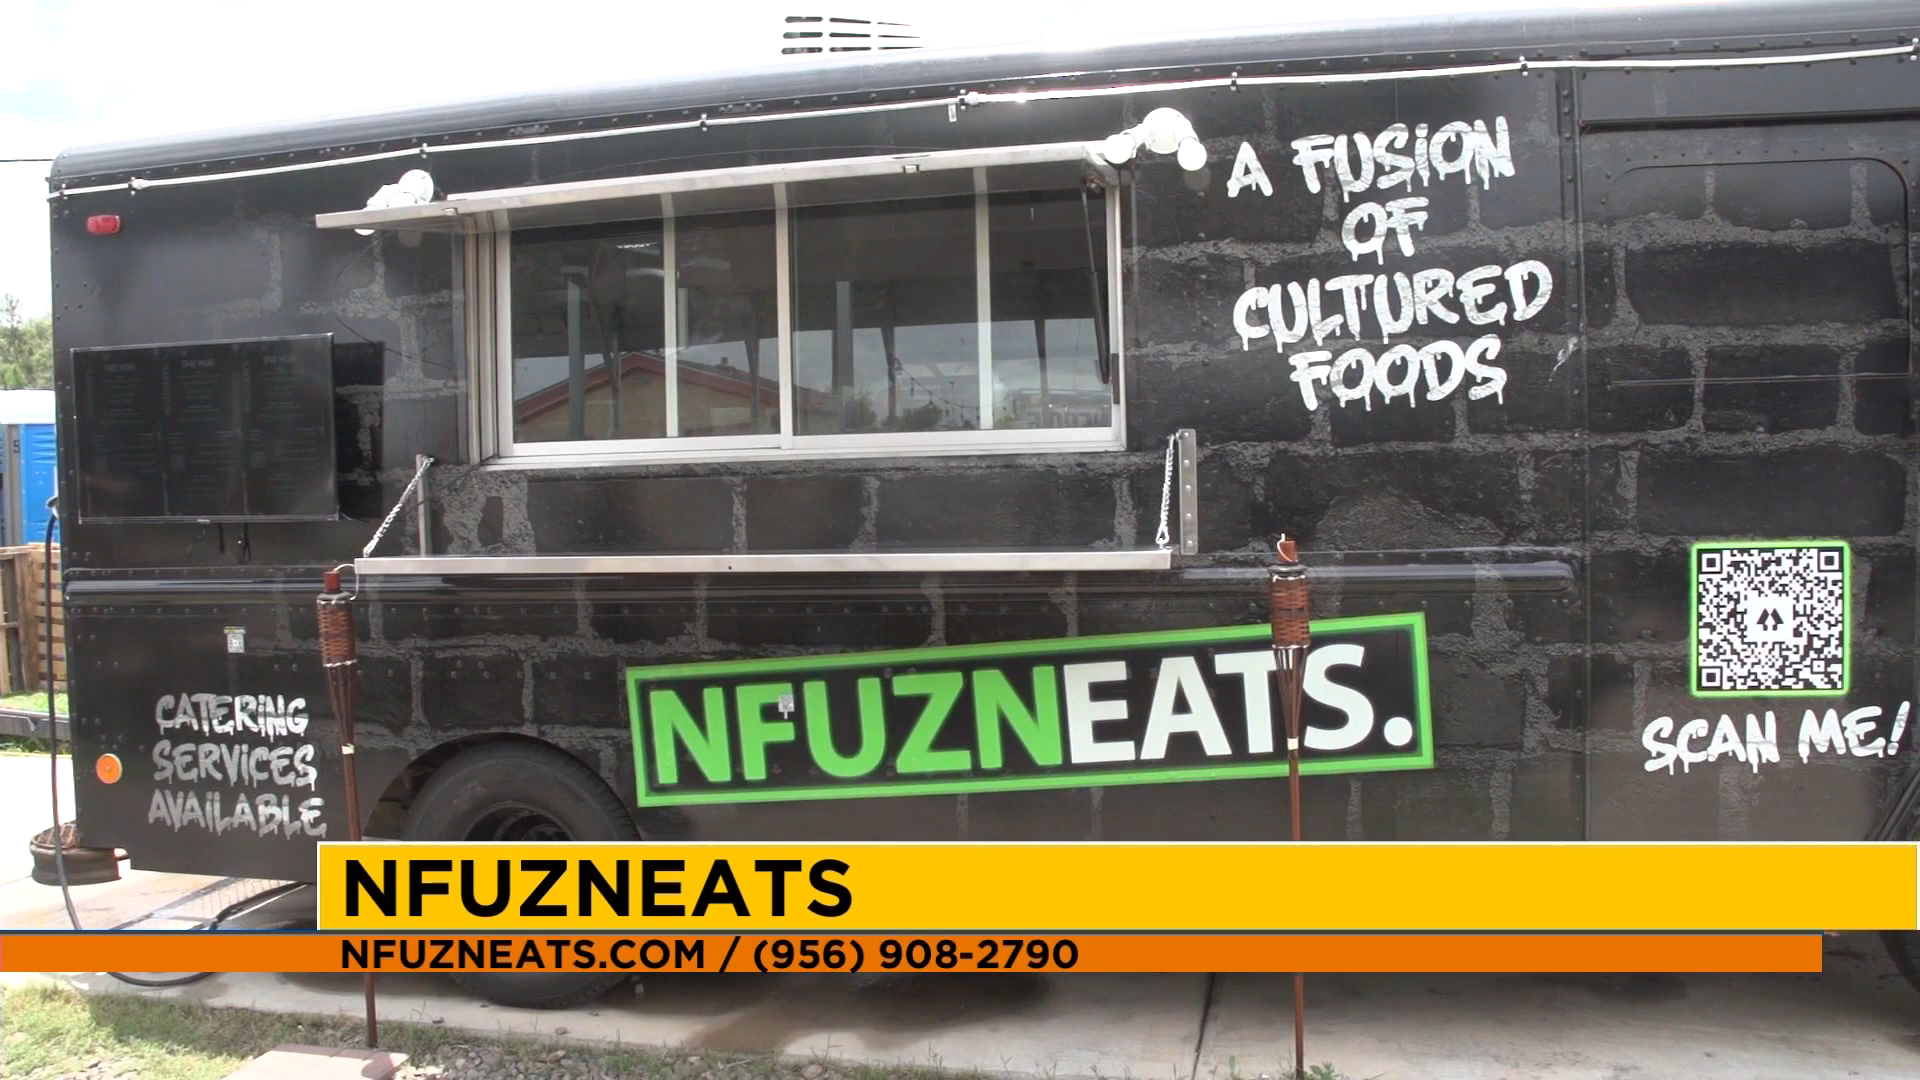 A FUSION
OF
CULTURED
FOODS
NFUZNEATS.
SCAN ME!
CATERING
SERVICES
AVAILABLE
NFUZNEATS
NFUZNEATS.COM / (956) 908-2790